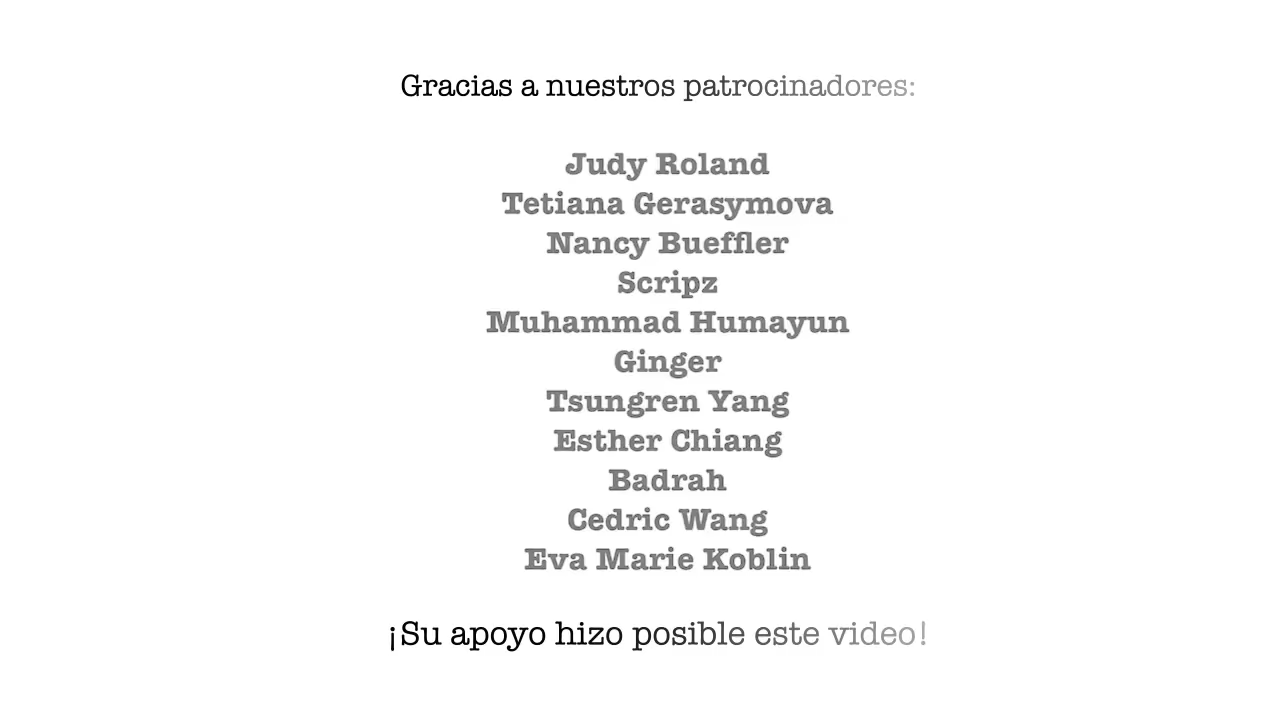 Gracias a nuestros patrocinadores:
Judy Roland
Tetiana Gerasymova
Nancy Bueffler
Scripz
Muhammad Humayun
Ginger
Tsungren Yang
Esther Chiang
Badrah
Cedric Wang
Eva Marie Koblin
¡Su apoyo hizo posible este video!